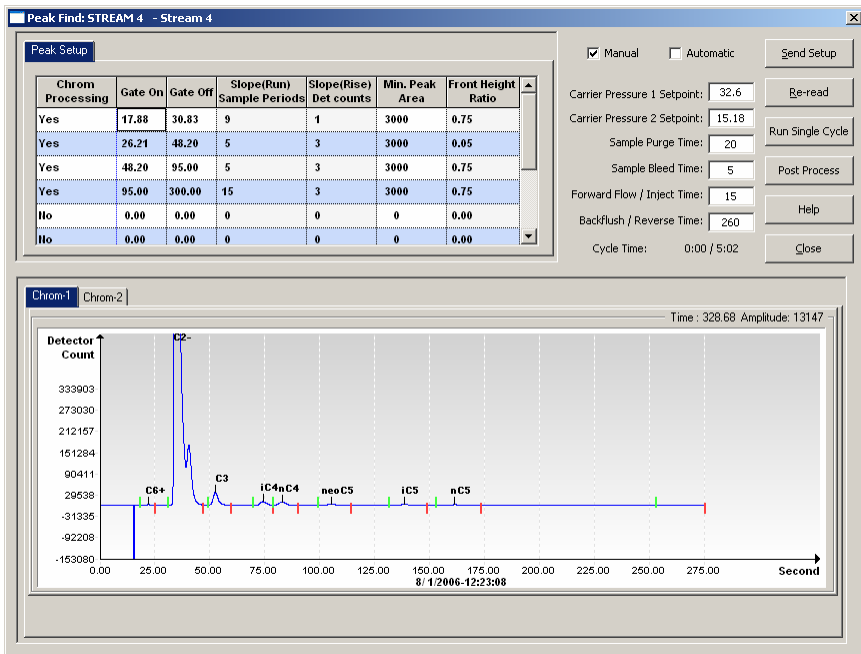 Peak Find: STREAM 4 - Stream 4
Peak Setup
Chrom Processing Gate On Gate Off Slope(Run) Sample Periods Slope(Rise) Det counts Min. Peak Area Front Height Ratio
Yes 17.88 30.83 9 1 3000 0.75
Yes 26.21 48.20 5 3 3000 0.05
Yes 48.20 95.00 5 3 3000 0.75
Yes 95.00 300.00 15 3 3000 0.75
No 0.00 0.00 0 0 0 0.00
No 0.00 0.00 0 0 0 0.00
Manual Automatic
Carrier Pressure 1 Setpoint: 32.6
Carrier Pressure 2 Setpoint: 15.18
Sample Purge Time: 20
Sample Bleed Time: 5
Forward Flow / Inject Time: 15
Backflush / Reverse Time: 260
Cycle Time: 0:00 / 5:02
Send Setup
Re-read
Run Single Cycle
Post Process
Help
Close
Chrom-1 Chrom-2
Time : 328.68 Amplitude: 13147
Detector
Count
333903
273030
212157
151284
90411
29538
-31335
-92208
-153080
C2-
C6+ C3 iC4 nC4 neoC5 iC5 nC5
0.00 25.00 50.00 75.00 100.00 125.00 150.00 175.00 200.00 225.00 250.00 275.00 Second
8/ 1/2006-12:23:08